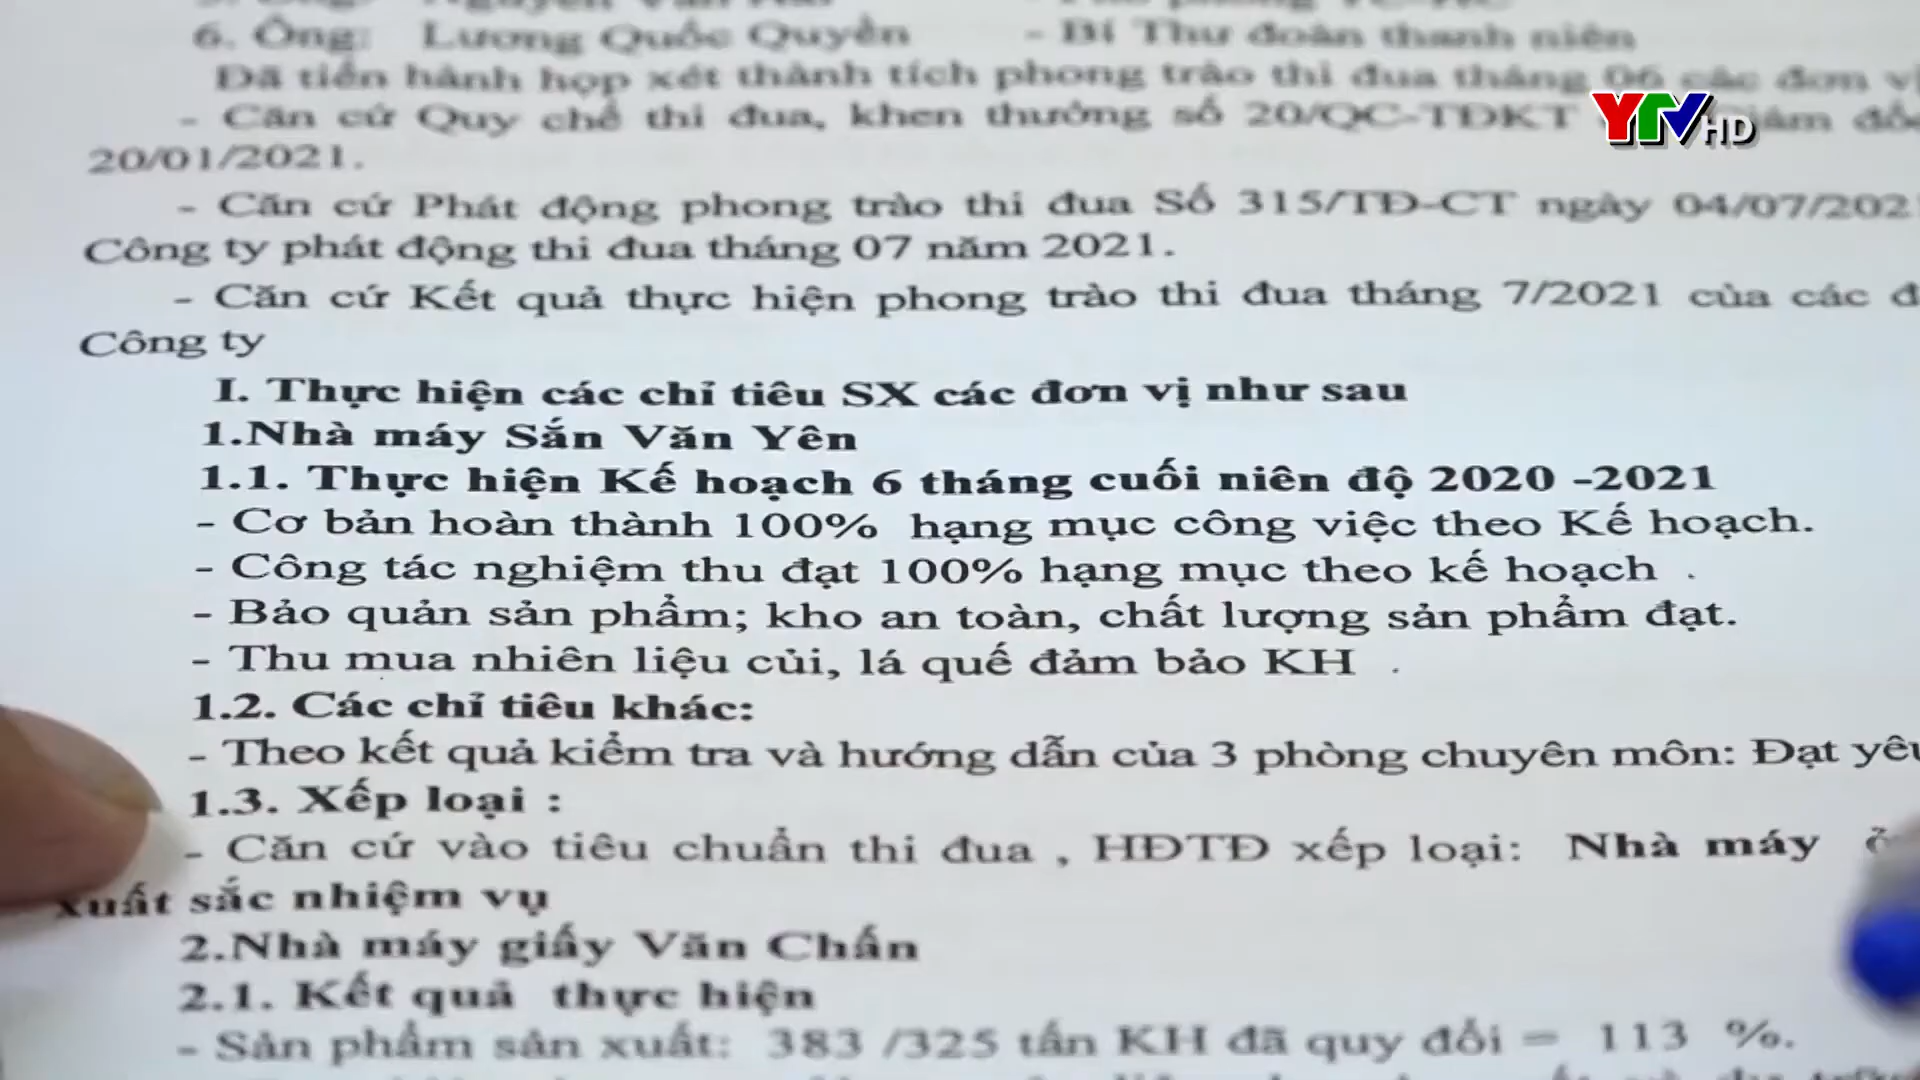 6. Ông: Lương Quốc Quyền - Bí Thư đoàn thanh niên
Đã tiến hành họp xét thành tích phong trào thi đua tháng 06 các đơn vị
- Căn cứ Quy chế thi đua, khen thưởng số 20/QC-TĐKT
YTV HD
20/01/2021.
- Căn cứ Phát động phong trào thi đua Số 315/TĐ-CT ngày 04/07/202
Công ty phát động thi đua tháng 07 năm 2021.
- Căn cứ Kết quả thực hiện phong trào thi đua tháng 7/2021 của các đ
Công ty
I. Thực hiện các chỉ tiêu SX các đơn vị như sau
1.Nhà máy Sắn Văn Yên
1.1. Thực hiện Kế hoạch 6 tháng cuối niên độ 2020 -2021
- Cơ bản hoàn thành 100% hạng mục công việc theo Kế hoạch.
- Công tác nghiệm thu đạt 100% hạng mục theo kế hoạch .
- Bảo quản sản phẩm; kho an toàn, chất lượng sản phẩm đạt.
- Thu mua nhiên liệu củi, lá quế đảm bảo KH .
1.2. Các chỉ tiêu khác:
- Theo kết quả kiểm tra và hướng dẫn của 3 phòng chuyên môn: Đạt yêu
1.3. Xếp loại :
- Căn cứ vào tiêu chuẩn thi đua , HĐTĐ xếp loại: Nhà máy
xuất sắc nhiệm vụ
2.Nhà máy giấy Văn Chấn
2.1. Kết quả thực hiện
- Sản phẩm sản xuất: 383 /325 tấn KH đã quy đổi = 113 %.